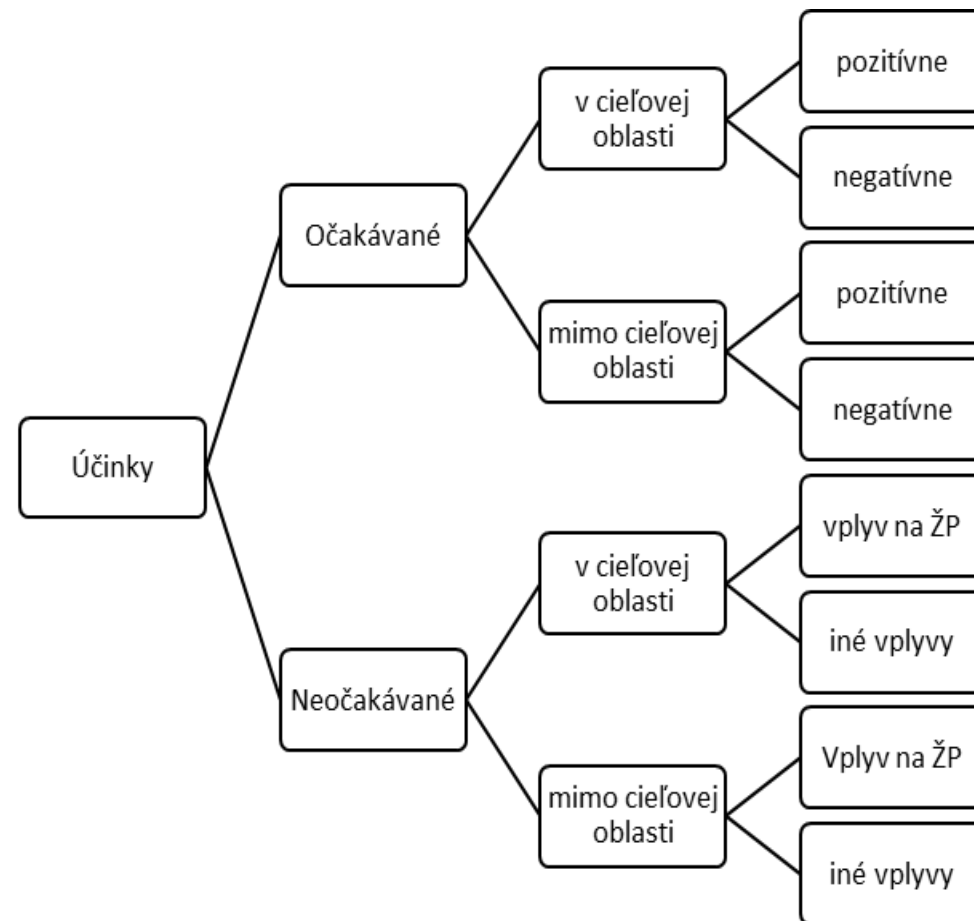 Účinky
Očakávané
v cieľovej
oblasti
pozitívne
negatívne
mimo cieľovej
oblasti
pozitívne
negatívne
Neočakávané
v cieľovej
oblasti
vplyv na ŽP
iné vplyvy
mimo cieľovej
oblasti
Vplyv na ŽP
iné vplyvy